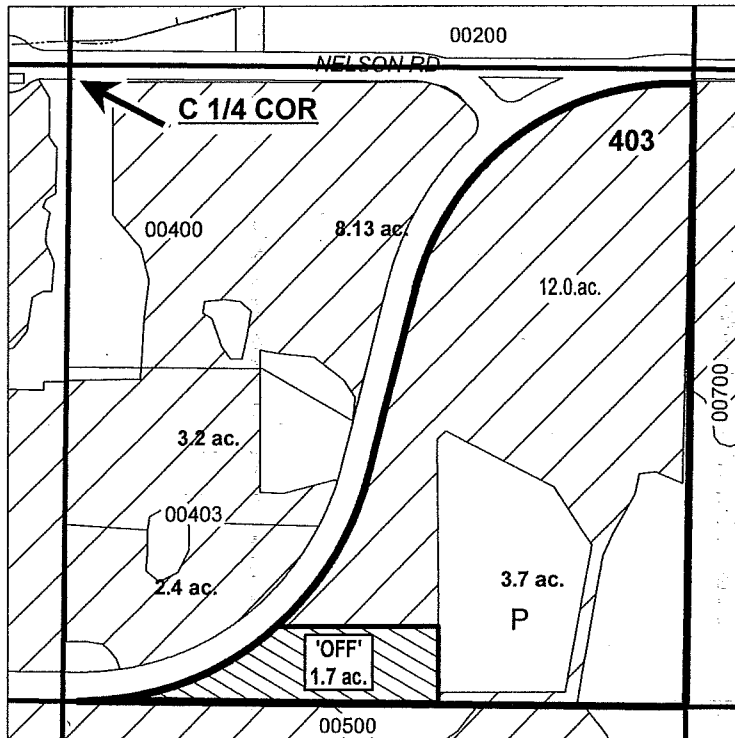 00200
NELSON RD
C 1/4 COR
403
00400
8.13 ac.
12.0.ac.
00700
3.2 ac.
00403
2.4 ac.
3.7 ac.
P
'OFF'
1.7 ac.
00500